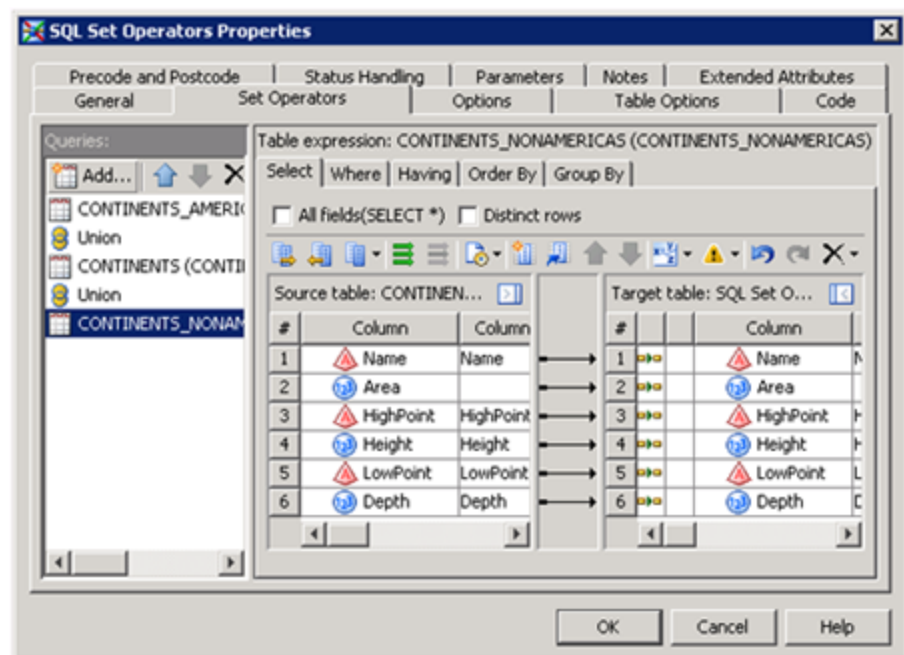 SQL Set Operators Properties
Precode and Postcode Status Handling Parameters Notes Extended Attributes
General Set Operators Options Table Options Code
Queries:
Add...
CONTINENTS_AMERI
Union
CONTINENTS (CONTI
Union
CONTINENTS_NONAM
Table expression: CONTINENTS_NONAMERICAS (CONTINENTS_NONAMERICAS)
Select Where Having Order By Group By
All fields(SELECT *) Distinct rows
Source table: CONTINEN...
# Column Column
1 Name Name
2 Area
3 HighPoint HighPoint
4 Height Height
5 LowPoint LowPoint
6 Depth Depth
Target table: SQL Set O...
# Column
1 Name
2 Area
3 HighPoint
4 Height
5 LowPoint
6 Depth
OK Cancel Help